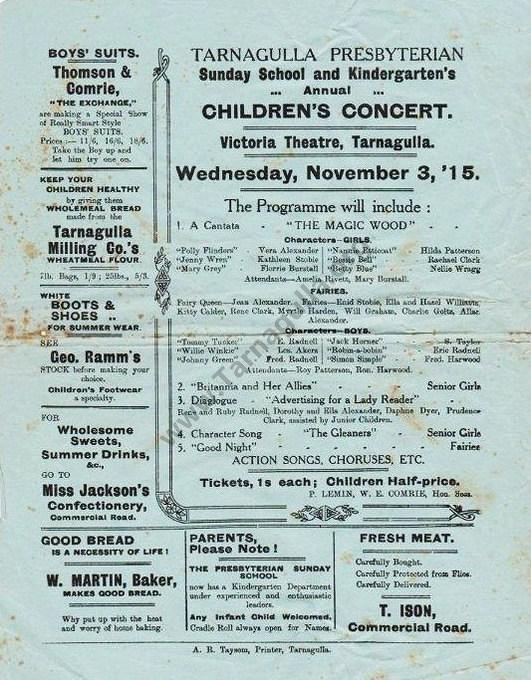 BOYS' SUITS.
Thomson &
Comrie,
"THE EXCHANGE,"
are making a Special Show
of Really Smart Style
BOYS' SUITS.
Prices :— 11/6, 16/6, 18/6.
Take the Boy up and
let him try one on.
KEEP YOUR
CHILDREN HEALTHY
by giving them
WHOLEMEAL BREAD
made from the
Tarnagulla
Milling Co.'s
WHEATMEAL FLOUR.
7lb. Bags, 1/9 ; 25lbs., 5/3.
WHITE
BOOTS &
SHOES ..
FOR SUMMER WEAR.
SEE
Geo. Ramm's
STOCK before making your
choice.
Children's Footwear
a specialty.
FOR
Wholesome
Sweets,
Summer Drinks,
&c.,
GO TO
Miss Jackson's
Confectionery,
Commercial Road.
TARNAGULLA PRESBYTERIAN
Sunday School and Kindergarten's
... Annual ...
CHILDREN'S CONCERT.
Victoria Theatre, Tarnagulla.
Wednesday, November 3, '15.
The Programme will include :
1. A Cantata - "THE MAGIC WOOD" -
Characters—GIRLS.
"Polly Flinders" - Vera Alexander "Nannie Etticoat" Hilda Patterson
"Jenny Wren" - Kathleen Stobie "Bessie Bell" Rachael Clark
"Mary Grey" - Florrie Burstall "Betty Blue" Nellie Wragg
Attendants—Amelia Rivett, Mary Burstall.
FAIRIES.
Fairy Queen—Jean Alexander. Fairies—Enid Stobie, Ella and Hazel Williams,
Kitty Calder, Rene Clark, Myrtle Harden, Will Graham, Charlie Golts, Allan
Alexander.
Characters—BOYS.
"Tommy Tucker" E. Radnell "Jack Horner" S. Taylor
"Willie Winkie" Les. Akers "Robin-a-bobin" Eric Radnell
"Johnny Green" Fred. Radnell "Simon Simple" Fred. Harwood
Attendants—Roy Patterson, Ron. Harwood.
2. "Britannia and Her Allies" - Senior Girls
3. Diaglogue - "Advertising for a Lady Reader"
Rene and Ruby Radnell, Dorothy and Ella Alexander, Daphne Dyer, Prudence
Clark, assisted by Junior Children.
4. Character Song - "The Gleaners" - Senior Girls
5. "Good Night" - - - Fairies
ACTION SONGS, CHORUSES, ETC.
Tickets, 1s each; Children Half-price.
P. LEMIN, W. E. COMRIE, Hon. Secs.
GOOD BREAD
IS A NECESSITY OF LIFE !
W. MARTIN, Baker,
MAKES GOOD BREAD.
Why put up with the heat
and worry of home baking.
PARENTS,
Please Note !
THE PRESBYTERIAN SUNDAY
SCHOOL
now has a Kindergarten Department
under experienced and enthusiastic
leaders.
Any Infant Child Welcomed.
Cradle Roll always open for Names.
FRESH MEAT.
Carefully Bought.
Carefully Protected from Flies.
Carefully Delivered.
T. ISON,
Commercial Road.
A. R. Taysom, Printer, Tarnagulla.